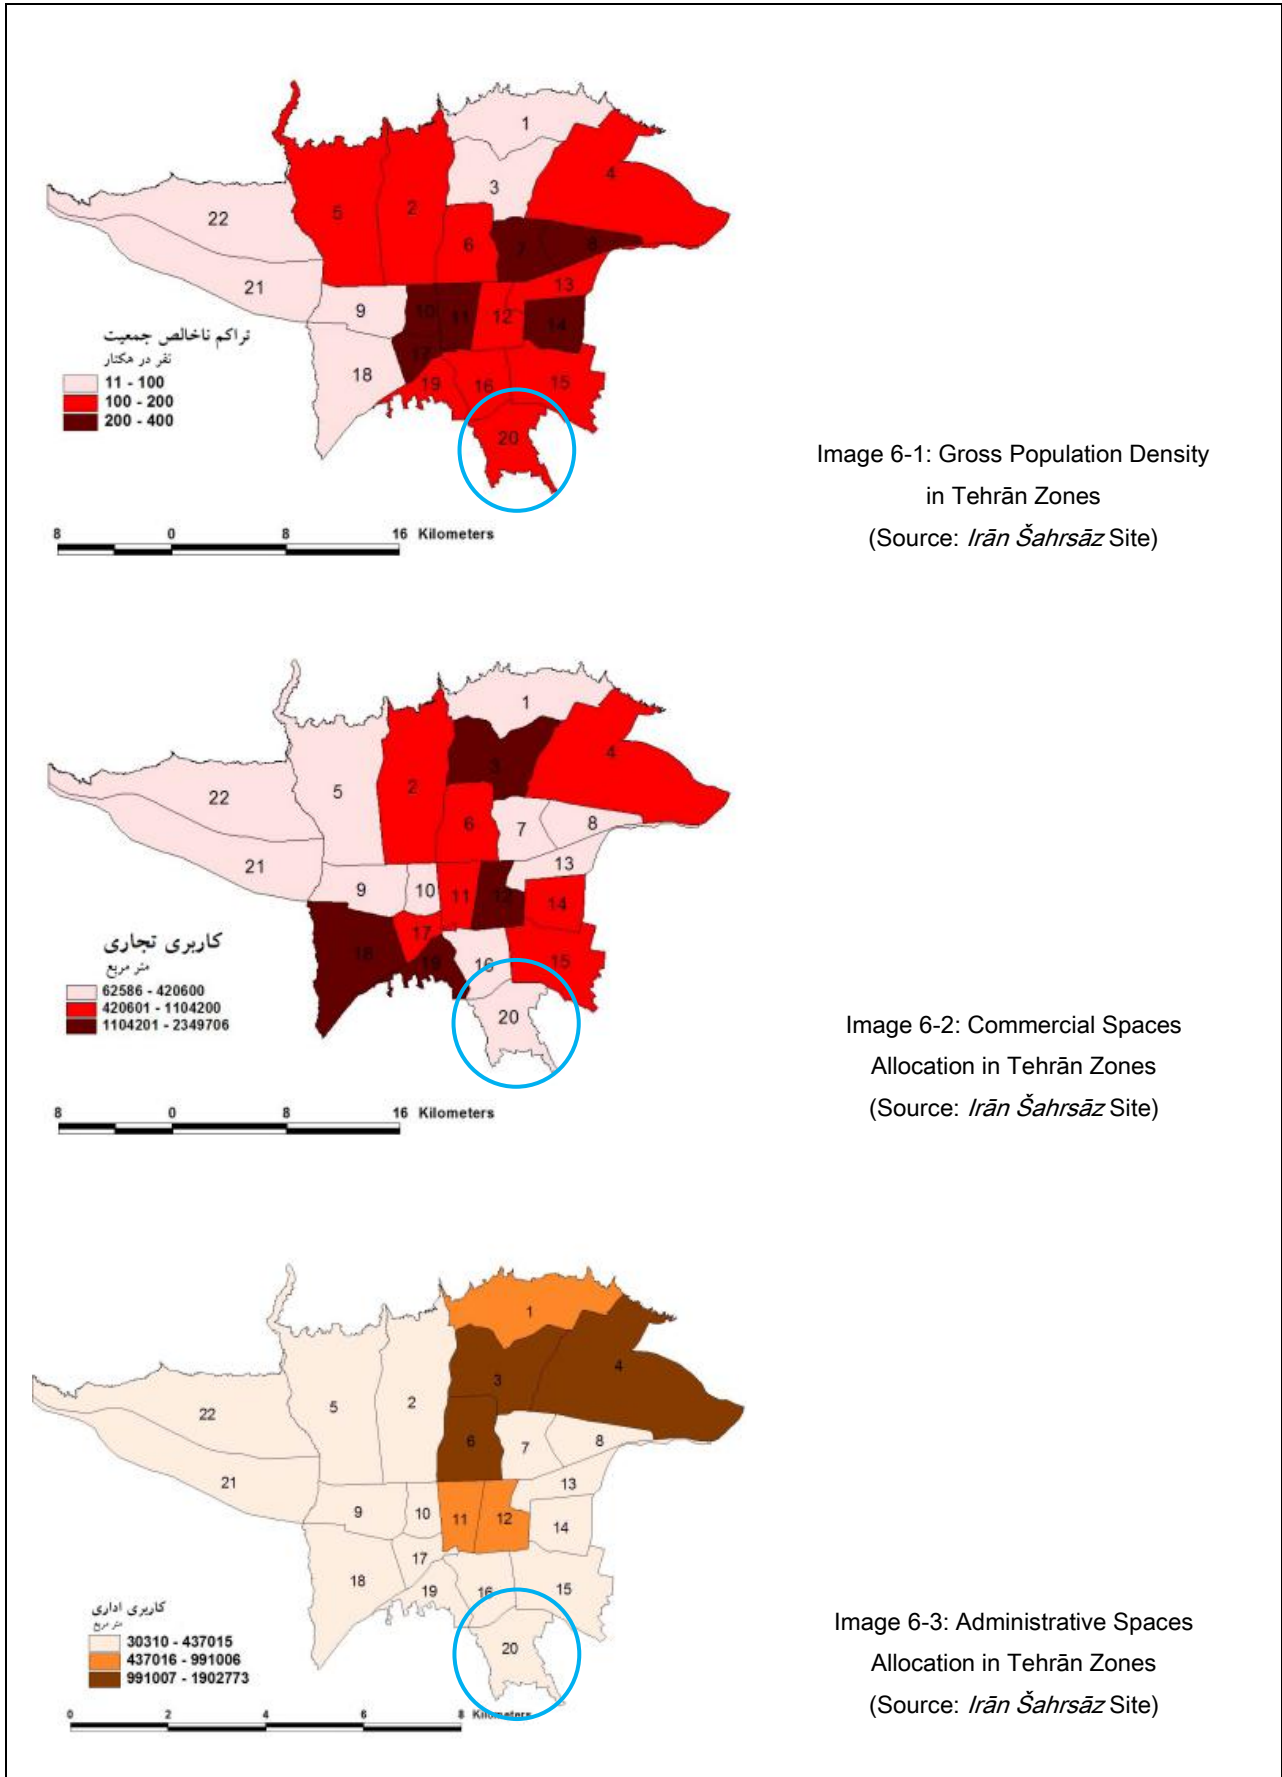 1
4
3
22
5
2
6
7
8
21
13
9
10
11
12
14
تراکم ناخالص جمعیت
نفر در هکتار
18
17
19
16
15
11 - 100
100 - 200
200 - 400
20
Image 6-1: Gross Population Density
in Tehrān Zones
(Source: Irān Šahrsāz Site)
8 0 8 16 Kilometers
1
4
3
22
5
2
6
7
8
21
13
9
10
11
12
14
کاربری تجاری
متر مربع
18
17
19
16
15
62586 - 420600
420601 - 1104200
1104201 - 2349706
20
Image 6-2: Commercial Spaces
Allocation in Tehrān Zones
(Source: Irān Šahrsāz Site)
8 0 8 16 Kilometers
1
4
3
22
5
2
6
7
8
21
13
9
10
11
12
14
17
18
19
16
15
کاربری اداری
متر مربع
30310 - 437015
437016 - 991006
991007 - 1902773
20
Image 6-3: Administrative Spaces
Allocation in Tehrān Zones
(Source: Irān Šahrsāz Site)
0 2 4 6 8 Kilometers